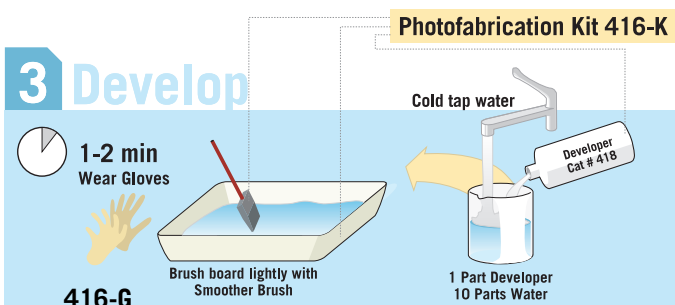 Photofabrication Kit 416-K
3 Develop
Cold tap water
1-2 min
Wear Gloves
Developer
Cat # 418
Brush board lightly with
Smoother Brush
1 Part Developer
10 Parts Water
416-G